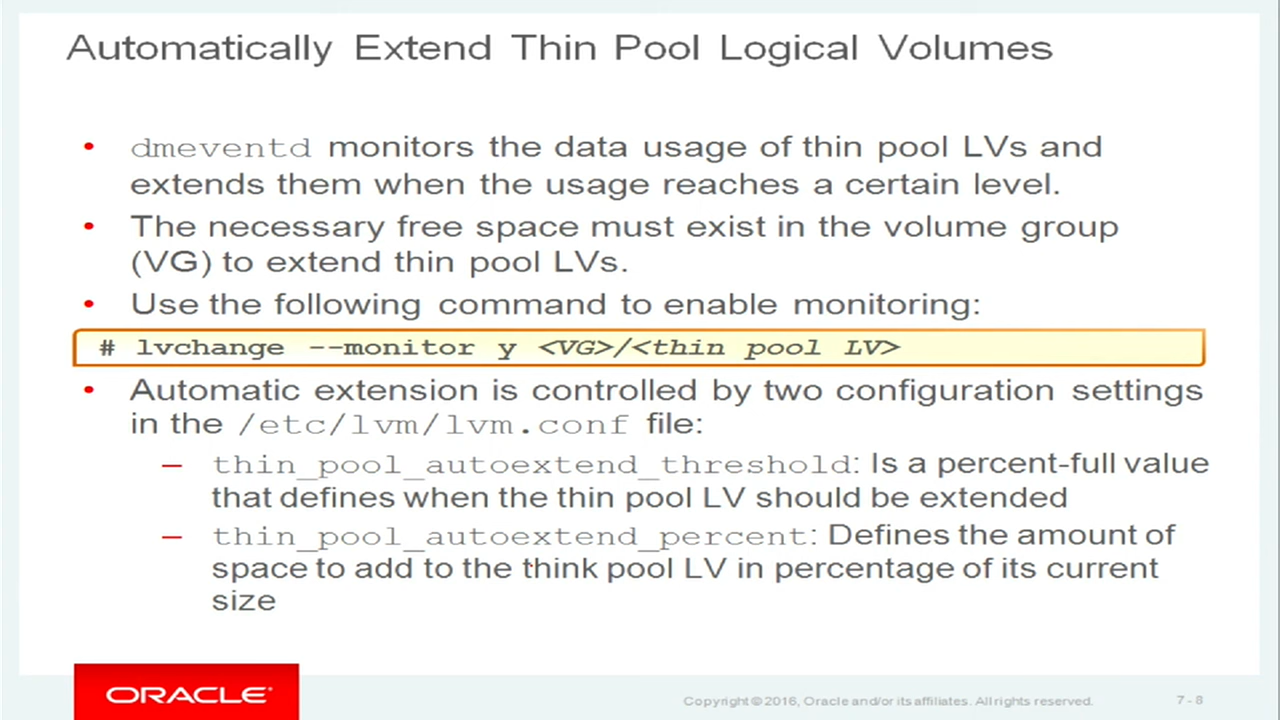 Automatically Extend Thin Pool Logical Volumes
• dmeventd monitors the data usage of thin pool LVs and
extends them when the usage reaches a certain level.
• The necessary free space must exist in the volume group
(VG) to extend thin pool LVs.
• Use the following command to enable monitoring:
# lvchange --monitor y <VG>/<thin pool LV>
• Automatic extension is controlled by two configuration settings
in the /etc/lvm/lvm.conf file:
– thin_pool_autoextend_threshold: Is a percent-full value
that defines when the thin pool LV should be extended
– thin_pool_autoextend_percent: Defines the amount of
space to add to the think pool LV in percentage of its current
size
ORACLE®
Copyright © 2016, Oracle and/or its affiliates. All rights reserved.
7 - 8